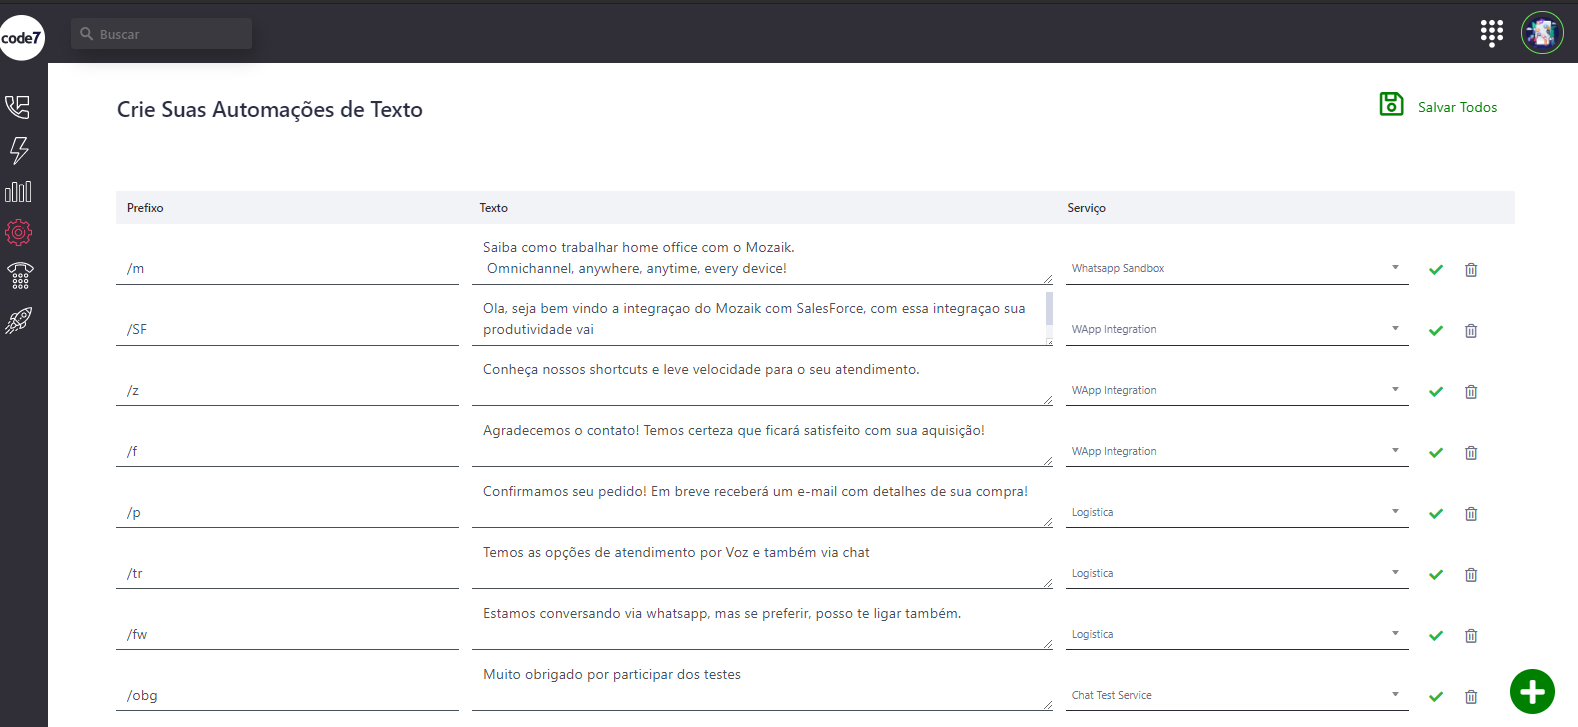 code7
Buscar
Crie Suas Automações de Texto
Salvar Todos
Prefixo Texto Serviço
/m
Saiba como trabalhar home office com o Mozaik.
Omnichannel, anywhere, anytime, every device!
Whatsapp Sandbox
/SF
Ola, seja bem vindo a integraçao do Mozaik com SalesForce, com essa integraçao sua
produtividade vai
WApp Integration
/z
Conheça nossos shortcuts e leve velocidade para o seu atendimento.
WApp Integration
/f
Agradecemos o contato! Temos certeza que ficará satisfeito com sua aquisição!
WApp Integration
/p
Confirmamos seu pedido! Em breve receberá um e-mail com detalhes de sua compra!
Logistica
/tr
Temos as opções de atendimento por Voz e também via chat
Logistica
/fw
Estamos conversando via whatsapp, mas se preferir, posso te ligar também.
Logistica
/obg
Muito obrigado por participar dos testes
Chat Test Service